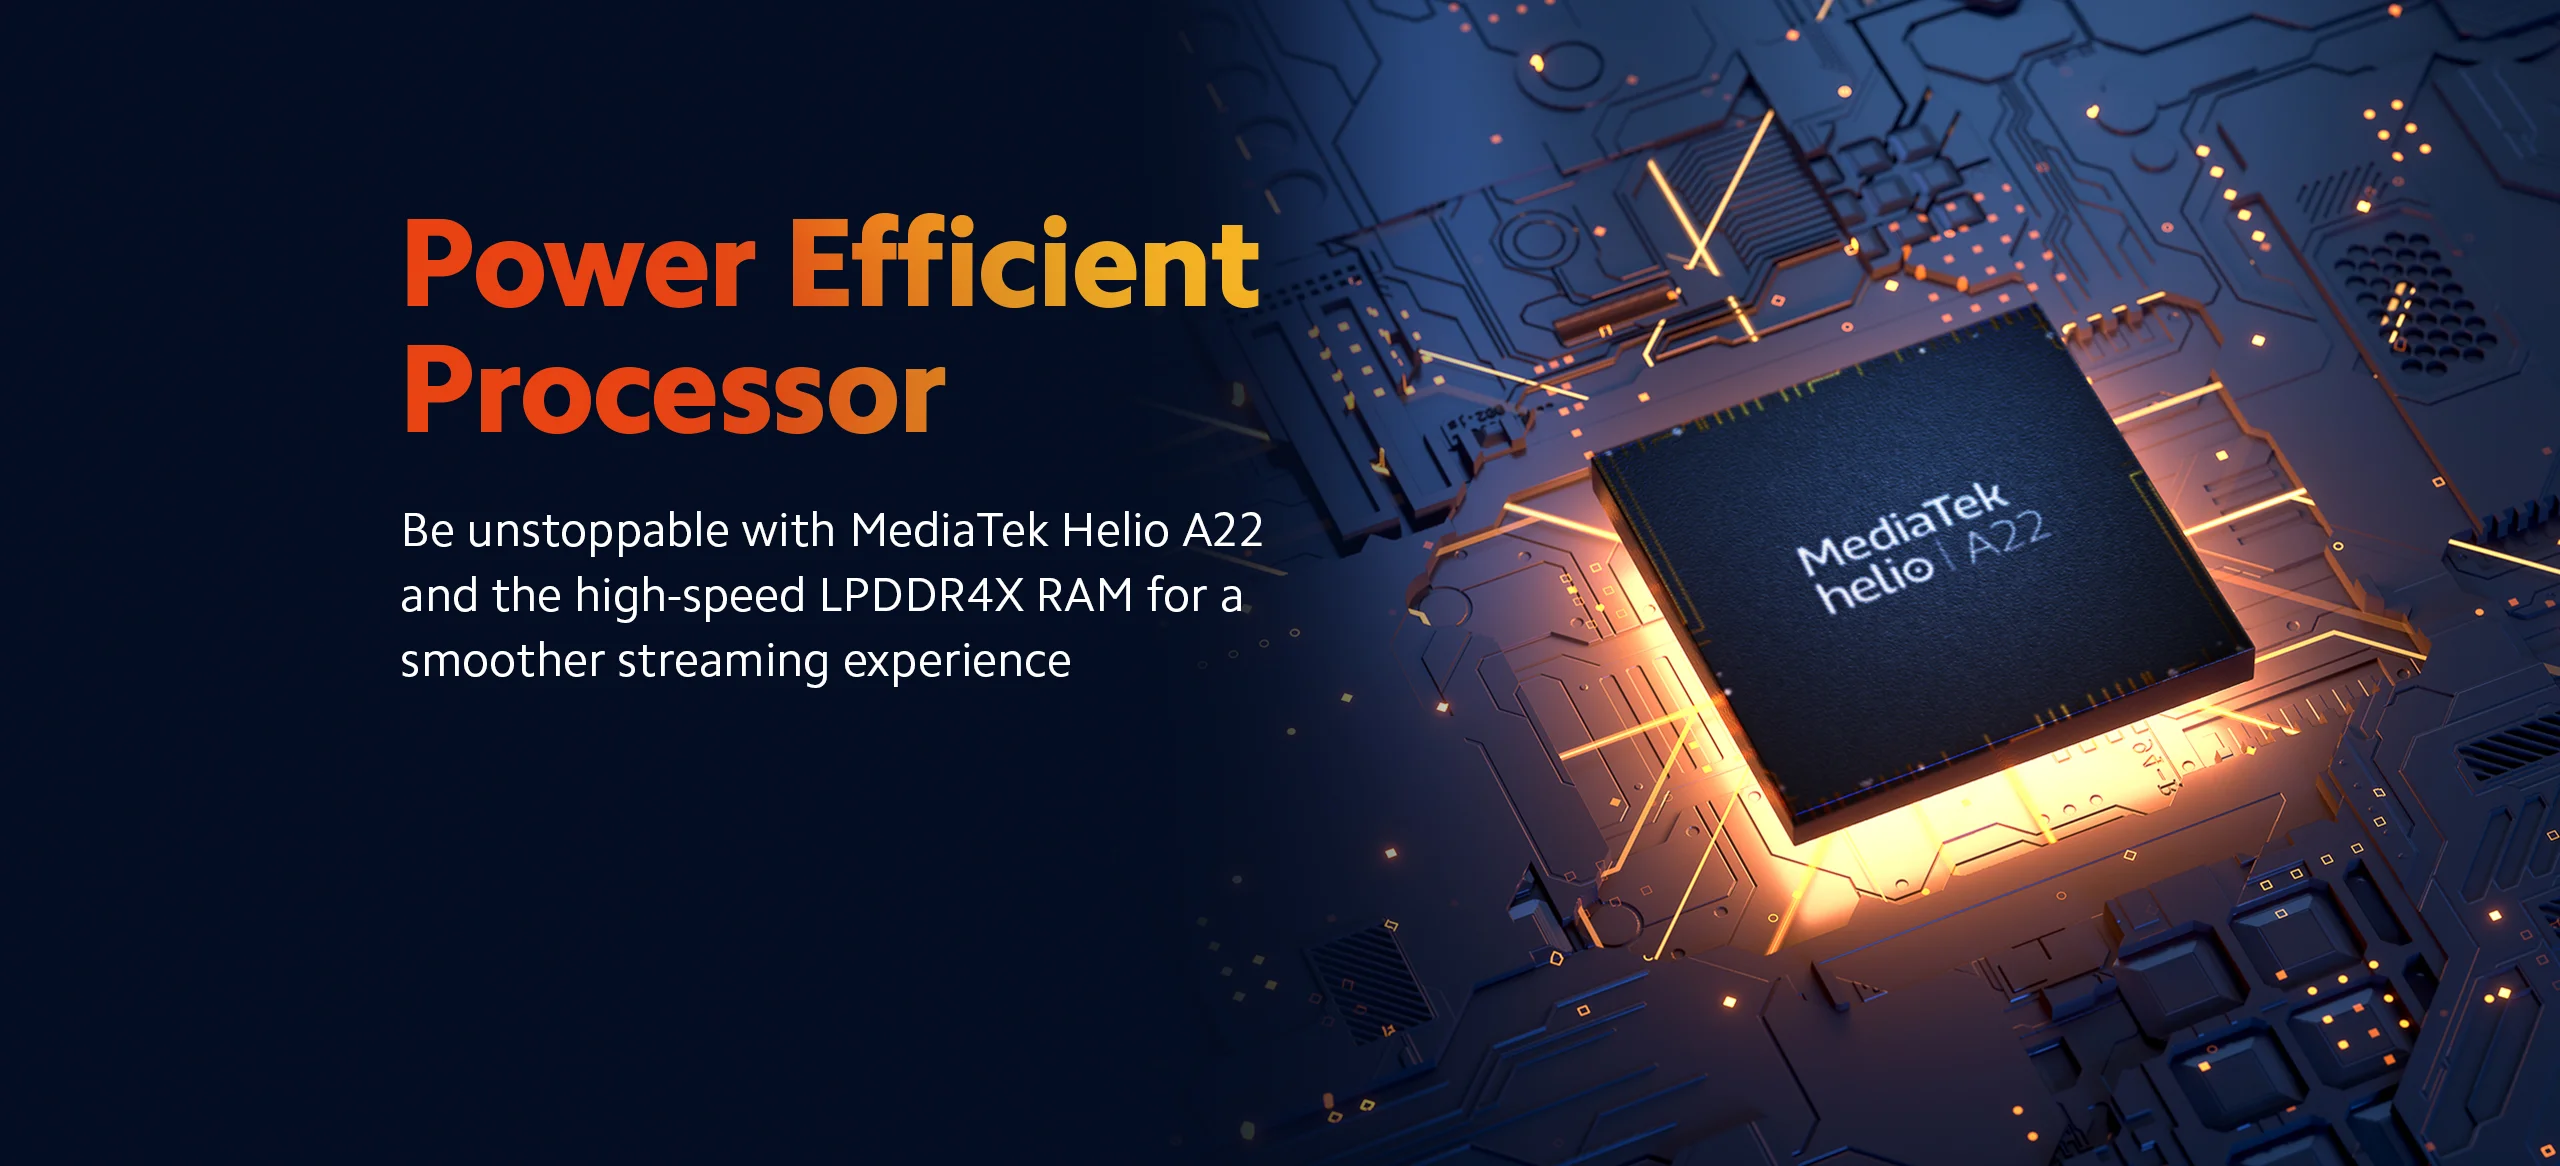 Power Efficient
Processor
Be unstoppable with MediaTek Helio A22
and the high-speed LPDDR4X RAM for a
smoother streaming experience
MediaTek
helio | A22